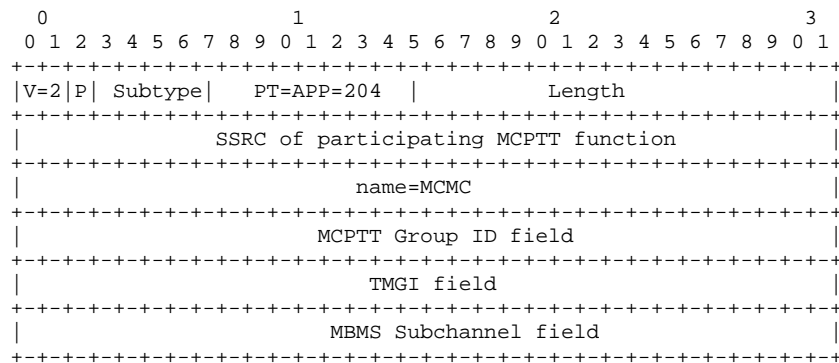 0                   1                   2                   3
0 1 2 3 4 5 6 7 8 9 0 1 2 3 4 5 6 7 8 9 0 1 2 3 4 5 6 7 8 9 0 1
+-+-+-+-+-+-+-+-+-+-+-+-+-+-+-+-+-+-+-+-+-+-+-+-+-+-+-+-+-+-+-+-+
|V=2|P| Subtype|   PT=APP=204  |          Length               |
+-+-+-+-+-+-+-+-+-+-+-+-+-+-+-+-+-+-+-+-+-+-+-+-+-+-+-+-+-+-+-+-+
|               SSRC of participating MCPTT function            |
+-+-+-+-+-+-+-+-+-+-+-+-+-+-+-+-+-+-+-+-+-+-+-+-+-+-+-+-+-+-+-+-+
|                          name=MCMC                            |
+-+-+-+-+-+-+-+-+-+-+-+-+-+-+-+-+-+-+-+-+-+-+-+-+-+-+-+-+-+-+-+-+
|                       MCPTT Group ID field                    |
+-+-+-+-+-+-+-+-+-+-+-+-+-+-+-+-+-+-+-+-+-+-+-+-+-+-+-+-+-+-+-+-+
|                           TMGI field                          |
+-+-+-+-+-+-+-+-+-+-+-+-+-+-+-+-+-+-+-+-+-+-+-+-+-+-+-+-+-+-+-+-+
|                        MBMS Subchannel field                  |
+-+-+-+-+-+-+-+-+-+-+-+-+-+-+-+-+-+-+-+-+-+-+-+-+-+-+-+-+-+-+-+-+